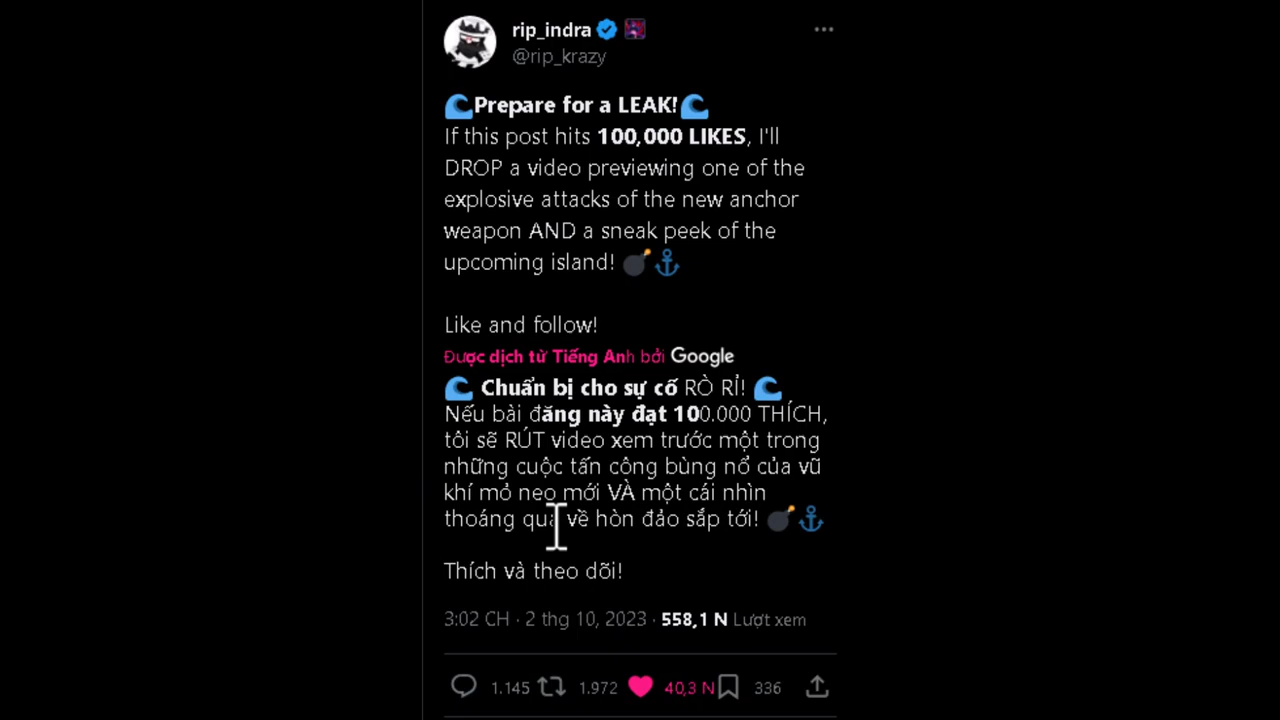 rip_indra
@rip_krazy
🌊Prepare for a LEAK!🌊
If this post hits 100,000 LIKES, I'll
DROP a video previewing one of the
explosive attacks of the new anchor
weapon AND a sneak peek of the
upcoming island! 💣⚓
Like and follow!
Được dịch từ Tiếng Anh bởi Google
🌊 Chuẩn bị cho sự cố RÒ RỈ! 🌊
Nếu bài đăng này đạt 100.000 THÍCH,
tôi sẽ RÚT video xem trước một trong
những cuộc tấn công bùng nổ của vũ
khí mỏ neo mới VÀ một cái nhìn
thoáng qua về hòn đảo sắp tới! 💣⚓
Thích và theo dõi!
3:02 CH · 2 thg 10, 2023 · 558,1 N Lượt xem
1.145 1.972 40,3 N 336